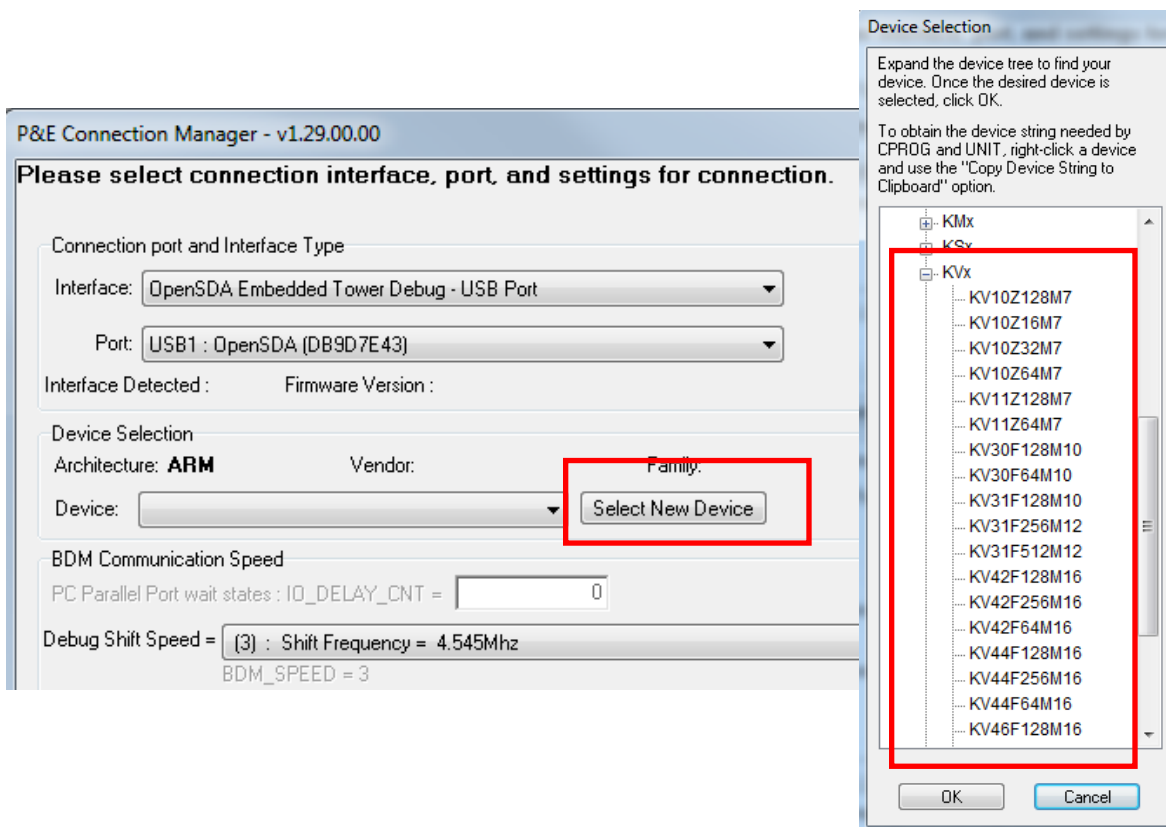 P&E Connection Manager - v1.29.00.00
Please select connection interface, port, and settings for connection.
Connection port and Interface Type
Interface: OpenSDA Embedded Tower Debug - USB Port
Port: USB1 : OpenSDA (DB9D7E43)
Interface Detected : Firmware Version :
Device Selection
Architecture: ARM Vendor: Family:
Device: Select New Device
BDM Communication Speed
PC Parallel Port wait states : IO_DELAY_CNT = 0
Debug Shift Speed = (3) : Shift Frequency = 4.545Mhz
BDM_SPEED = 3
Device Selection
Expand the device tree to find your
device. Once the desired device is
selected, click OK.
To obtain the device string needed by
CPROG and UNIT, right-click a device
and use the "Copy Device String to
Clipboard" option.
KMx
KSx
KVx
KV10Z128M7
KV10Z16M7
KV10Z32M7
KV10Z64M7
KV11Z128M7
KV11Z64M7
KV30F128M10
KV30F64M10
KV31F128M10
KV31F256M12
KV31F512M12
KV42F128M16
KV42F256M16
KV42F64M16
KV44F128M16
KV44F256M16
KV44F64M16
KV46F128M16
OK Cancel